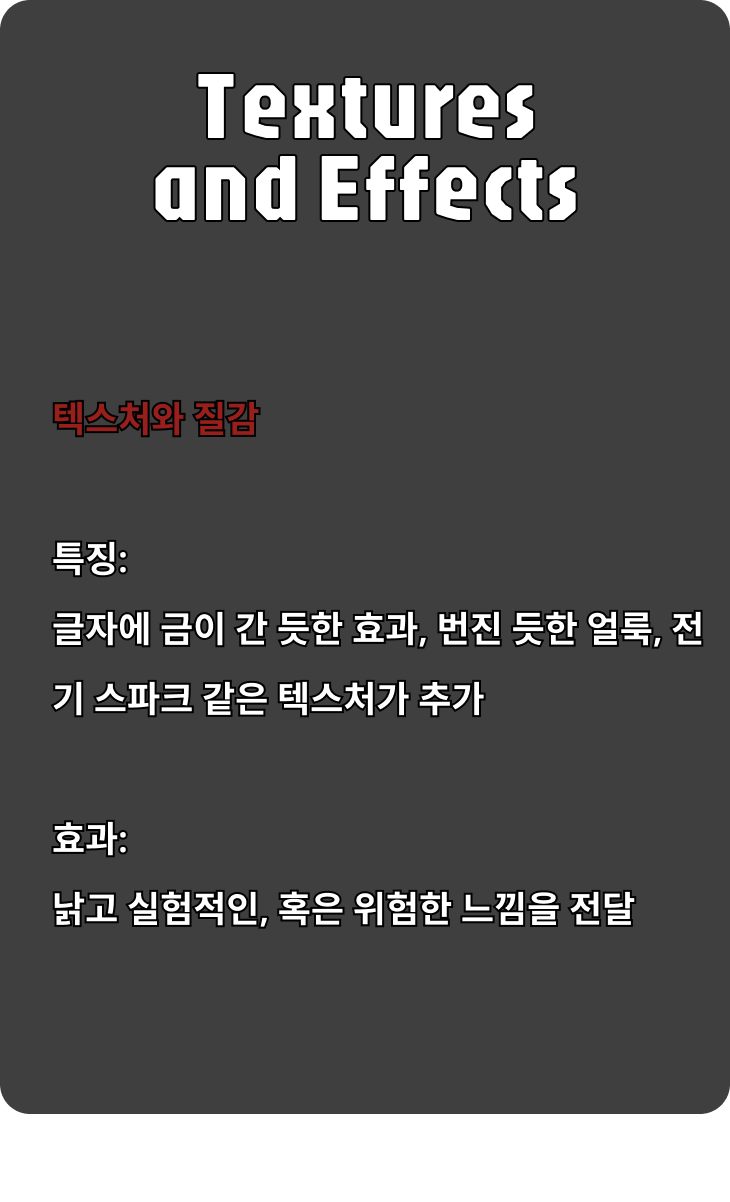 Textures
and Effects
텍스처와 질감
특징:
글자에 금이 간 듯한 효과, 번진 듯한 얼룩, 전
기 스파크 같은 텍스처가 추가
효과:
낡고 실험적인, 혹은 위험한 느낌을 전달